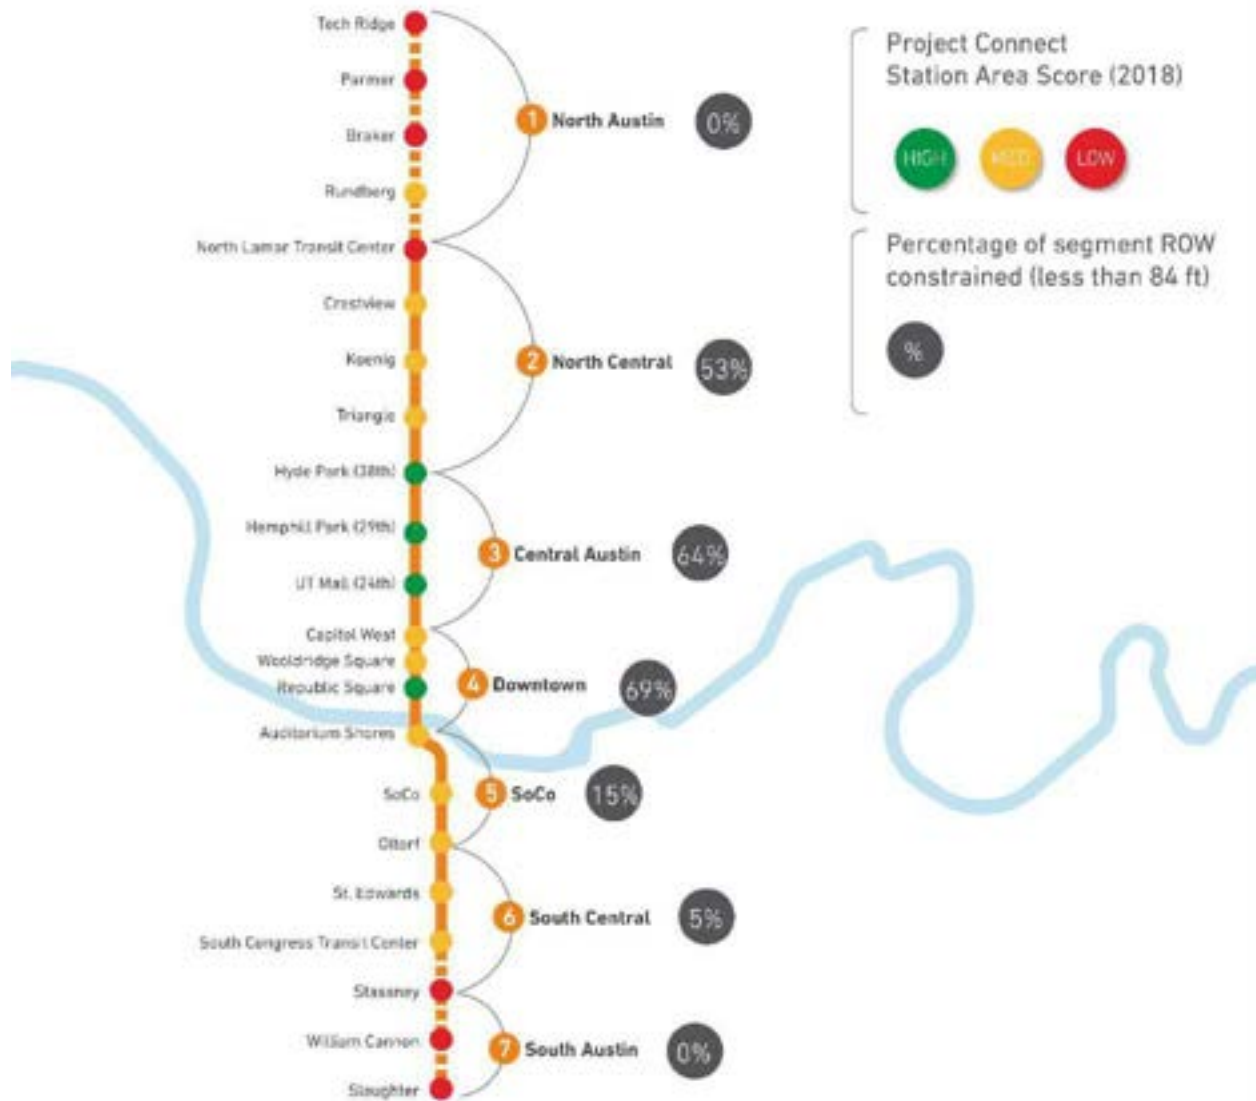 Tech Ridge
Parmer
Braker
Rundberg
North Lamar Transit Center
Crestview
Koenig
Triangle
Hyde Park (38th)
Hemphill Park (29th)
UT Mall (24th)
Capitol West
Wooldridge Square
Republic Square
Auditorium Shores
SoCo
Oltorf
St. Edwards
South Congress Transit Center
Stassney
William Cannon
Slaughter
1 North Austin 0%
2 North Central 53%
3 Central Austin 64%
4 Downtown 69%
5 SoCo 15%
6 South Central 5%
7 South Austin 0%
Project Connect
Station Area Score (2018)
HIGH MED LOW
Percentage of segment ROW
constrained (less than 84 ft)
%